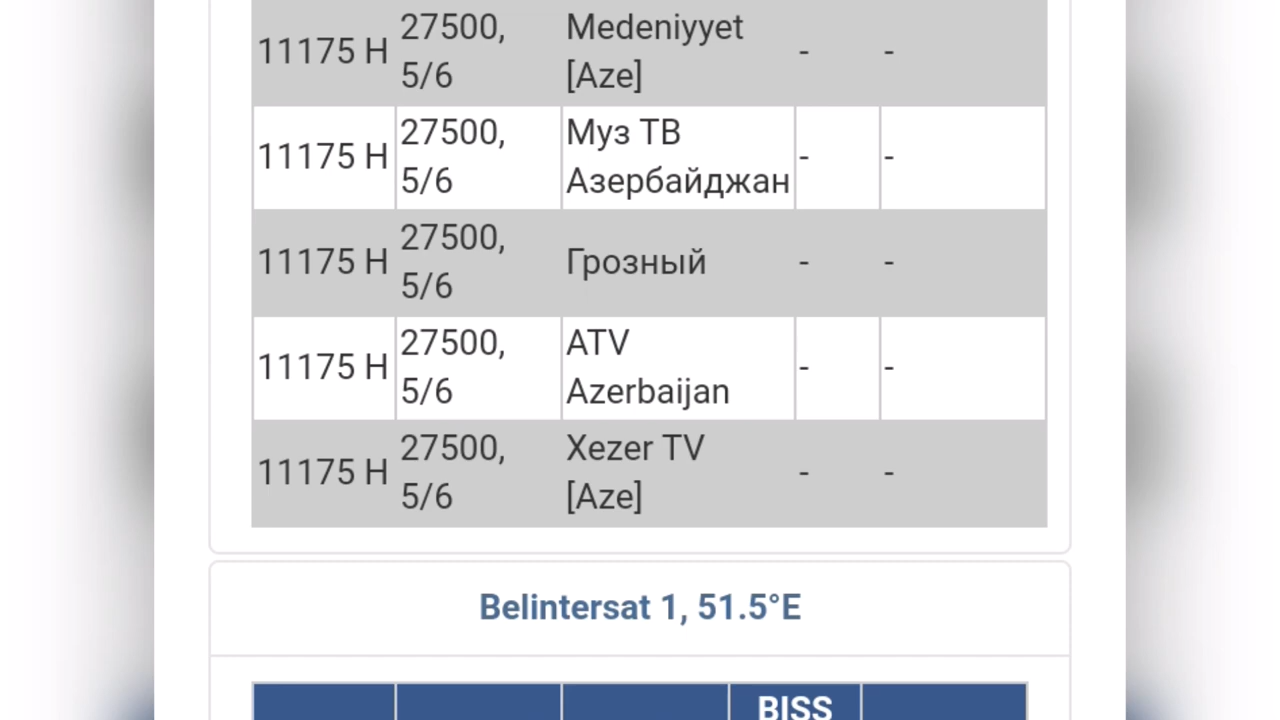 11175 H 27500, 5/6 Medeniyyet [Aze] - -
11175 H 27500, 5/6 Муз ТВ Азербайджан - -
11175 H 27500, 5/6 Грозный - -
11175 H 27500, 5/6 ATV Azerbaijan - -
11175 H 27500, 5/6 Xezer TV [Aze] - -
Belintersat 1, 51.5°E
BISS